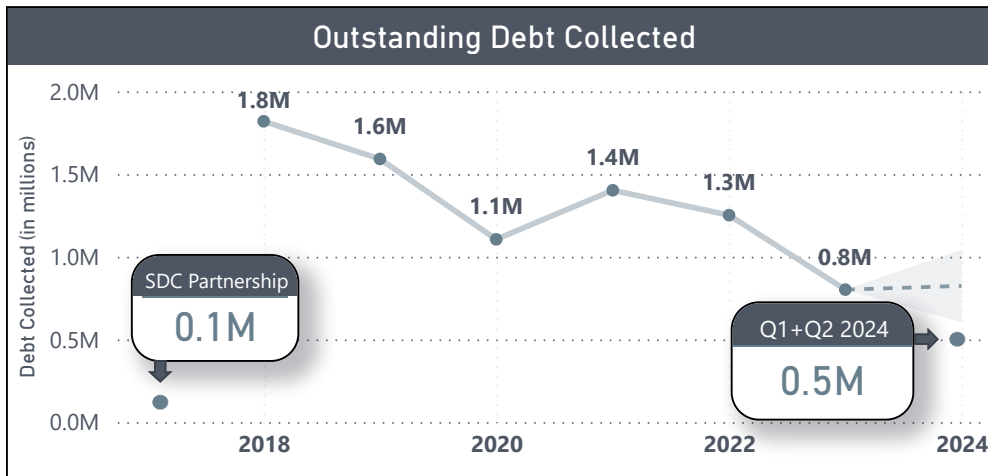 Outstanding Debt Collected
Debt Collected (in millions)
2.0M
1.5M
1.0M
0.5M
0.0M
1.8M
1.6M
1.1M
1.4M
1.3M
0.8M
SDC Partnership
0.1M
Q1+Q2 2024
0.5M
2018
2020
2022
2024